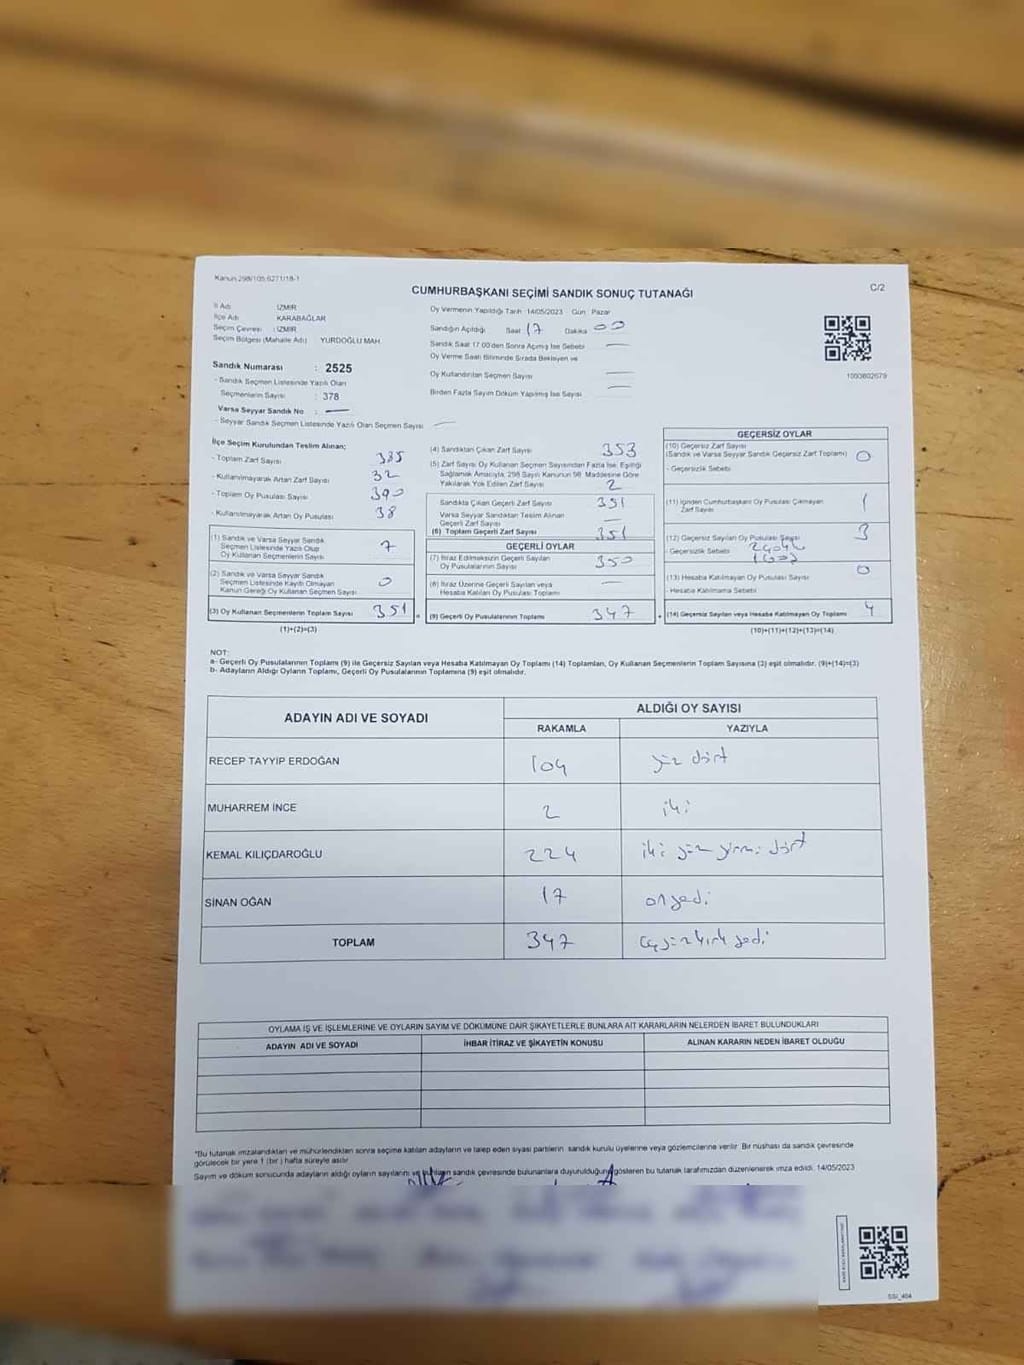 Kanun 298/105;6271/18-1
CUMHURBAŞKANI SEÇİMİ SANDIK SONUÇ TUTANAĞI
C/2
İl Adı : İZMİR
İlçe Adı KARABAĞLAR
Seçim Çevresi : İZMİR
Seçim Bölgesi (Mahalle Adı) YURDOĞLU MAH.
Oy Vermenin Yapıldığı Tarih 14/05/2023 Gün Pazar
Sandığın Açıldığı Saat 17 Dakika 00
Sandık Saat 17.00'den Sonra Açılmış İse Sebebi —
Oy Verme Saati Bitiminde Sırada Bekleyen ve
Oy Kullandırılan Seçmen Sayısı —
Birden Fazla Sayım Döküm Yapılmış İse Sayısı —
1003802679
Sandık Numarası : 2525
- Sandık Seçmen Listesinde Yazılı Olan
Seçmenlerin Sayısı : 378
Varsa Seyyar Sandık No : —
- Seyyar Sandık Seçmen Listesinde Yazılı Olan Seçmen Sayısı —
İlçe Seçim Kurulundan Teslim Alınan;
- Toplam Zarf Sayısı 385
- Kullanılmayarak Artan Zarf Sayısı 32
- Toplam Oy Pusulası Sayısı 390
- Kullanılmayarak Artan Oy Pusulası 38
(1) Sandık ve Varsa Seyyar Sandık
Seçmen Listesinde Yazılı Olup
Oy Kullanan Seçmenlerin Sayısı 7
(2) Sandık ve Varsa Seyyar Sandık
Seçmen Listesinde Kayıtlı Olmayan
Kanun Gereği Oy Kullanan Seçmen Sayısı 0
(3) Oy Kullanan Seçmenlerin Toplam Sayısı 351
(1)+(2)=(3)
(4) Sandıktan Çıkan Zarf Sayısı 353
(5) Zarf Sayısı Oy Kullanan Seçmen Sayısından Fazla İse, Eşitliği
Sağlamak Amacıyla, 298 Sayılı Kanunun 98. Maddesine Göre
Yakılarak Yok Edilen Zarf Sayısı 2
Sandıkta Çıkan Geçerli Zarf Sayısı 351
Varsa Seyyar Sandıktan Teslim Alınan
Geçerli Zarf Sayısı —
(6) Toplam Geçerli Zarf Sayısı 351
GEÇERLİ OYLAR
(7) İtiraz Edilmeksizin Geçerli Sayılan
Oy Pusulalarının Sayısı 350
(8) İtiraz Üzerine Geçerli Sayılan veya
Hesaba Katılan Oy Pusulası Toplamı —
(9) Geçerli Oy Pusulalarının Toplamı 347
GEÇERSİZ OYLAR
(10) Geçersiz Zarf Sayısı
(Sandık ve Varsa Seyyar Sandık Geçersiz Zarf Toplamı) 0
- Geçersizlik Sebebi
(11) İçinden Cumhurbaşkanı Oy Pusulası Çıkmayan
Zarf Sayısı 1
(12) Geçersiz Sayılan Oy Pusulası Sayısı 3
- Geçersizlik Sebebi
(13) Hesaba Katılmayan Oy Pusulası Sayısı 0
- Hesaba Katılmama Sebebi
(14) Geçersiz Sayılan veya Hesaba Katılmayan Oy Toplamı 4
(10)+(11)+(12)+(13)=(14)
NOT:
a- Geçerli Oy Pusulalarının Toplamı (9) ile Geçersiz Sayılan veya Hesaba Katılmayan Oy Toplamı (14) Toplamları, Oy Kullanan Seçmenlerin Toplam Sayısına (3) eşit olmalıdır. (9)+(14)=(3)
b- Adayların Aldığı Oyların Toplamı, Geçerli Oy Pusulalarının Toplamına (9) eşit olmalıdır.
ADAYIN ADI VE SOYADI
ALDIĞI OY SAYISI
RAKAMLA YAZIYLA
RECEP TAYYİP ERDOĞAN 104 yüz dört
MUHARREM İNCE 2 iki
KEMAL KILIÇDAROĞLU 224 iki yüz yirmi dört
SİNAN OĞAN 17 onyedi
TOPLAM 347 üçyüzkırk yedi
OYLAMA İŞ VE İŞLEMLERİNE VE OYLARIN SAYIM VE DÖKÜMÜNE DAİR ŞİKAYETLERLE BUNLARA AİT KARARLARIN NELERDEN İBARET BULUNDUKLARI
ADAYIN ADI VE SOYADI İHBAR İTİRAZ VE ŞİKAYETİN KONUSU ALINAN KARARIN NEDEN İBARET OLDUĞU
*Bu tutanak imzalandıktan ve mühürlendikten sonra seçime katılan adayların ve talep eden siyasi partilerin sandık kurulu üyelerine veya gözlemcilerine verilir. Bir nüshası da sandık çevresinde
görülecek bir yere 1 (bir) hafta süreyle asılır.
Sayım ve döküm sonucunda adayların aldığı oyların sayılarını ve bunların sandık çevresinde bulunanlara duyurulduğunu gösteren bu tutanak tarafımızdan düzenlenerek imza edildi. 14/05/2023
SSI_404